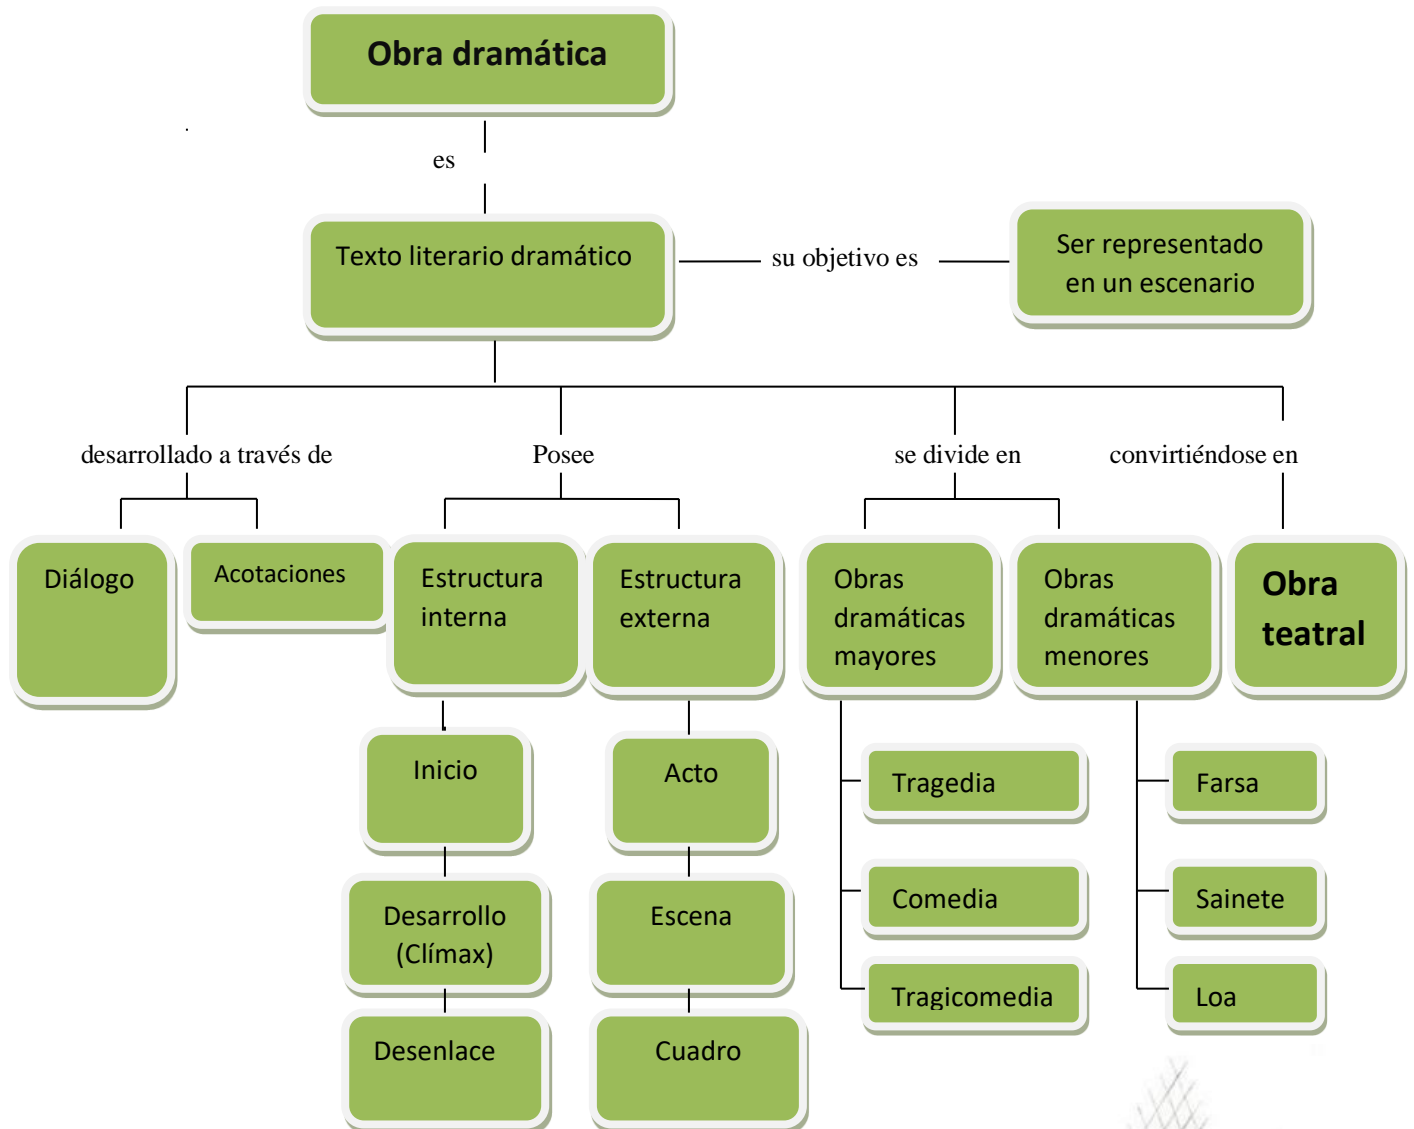 Obra dramática
es
Texto literario dramático
su objetivo es
Ser representado
en un escenario
desarrollado a través de
Posee
se divide en
convirtiéndose en
Diálogo
Acotaciones
Estructura
interna
Estructura
externa
Obras
dramáticas
mayores
Obras
dramáticas
menores
Obra
teatral
Inicio
Acto
Tragedia
Farsa
Desarrollo
(Clímax)
Escena
Comedia
Sainete
Tragicomedia
Loa
Desenlace
Cuadro